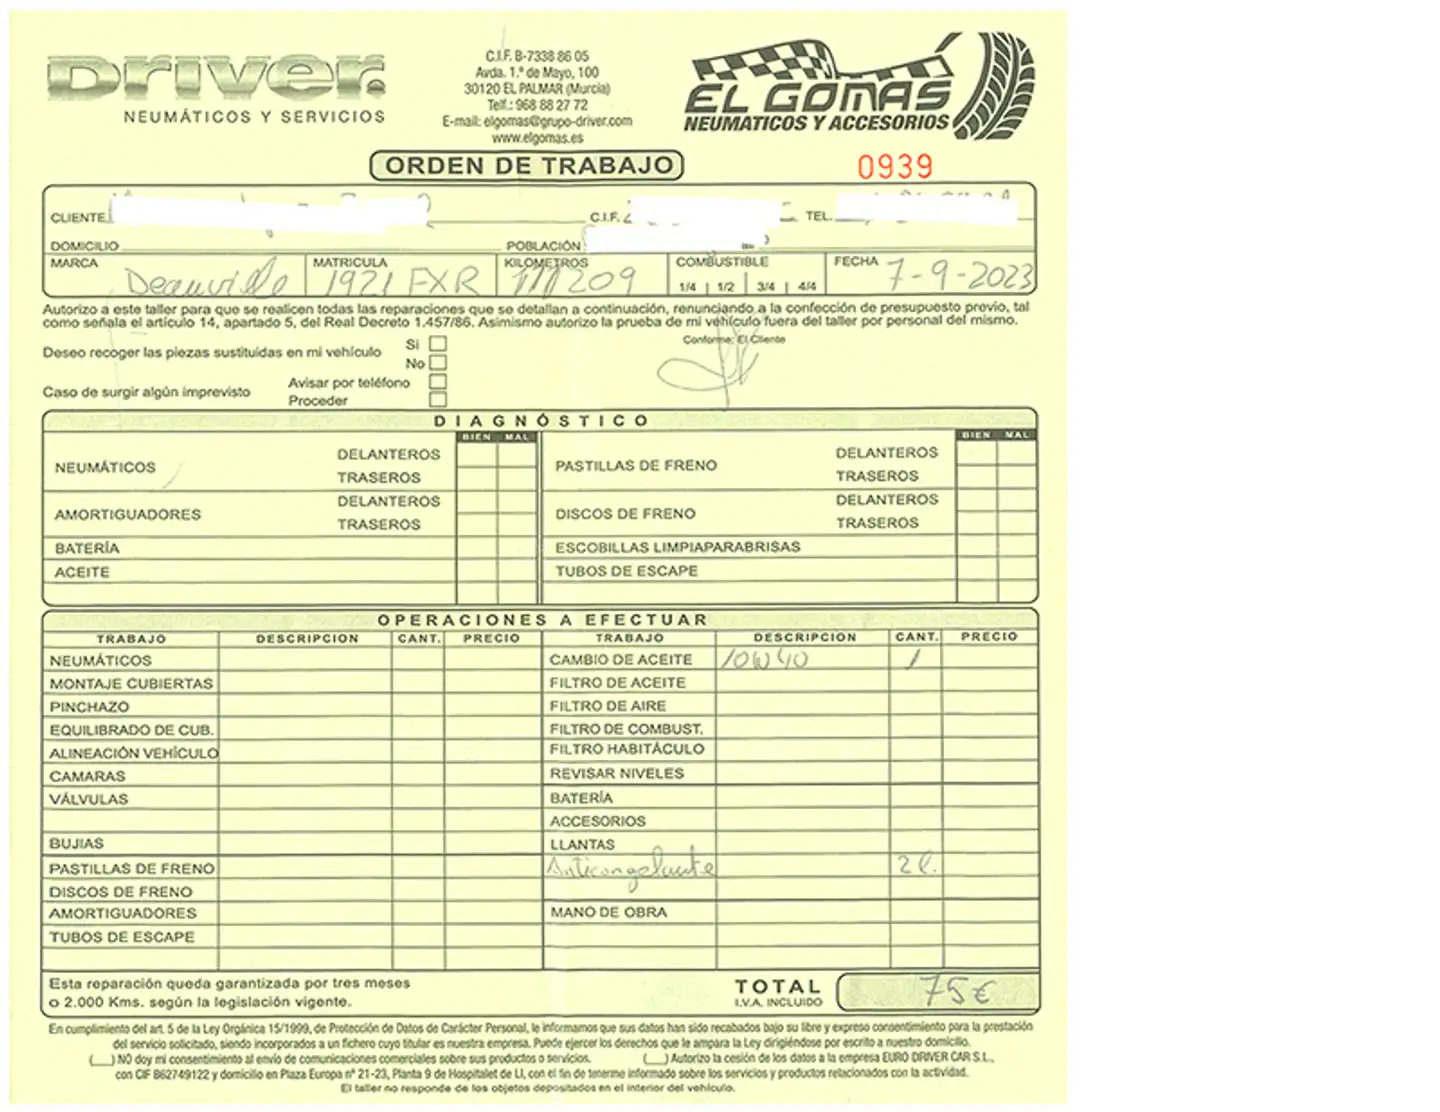 Driver.
NEUMÁTICOS Y SERVICIOS
C.I.F. B-7338 86 05
Avda. 1.º de Mayo, 100
30120 EL PALMAR (Murcia)
Telf.: 968 88 27 72
E-mail: elgomas@grupo-driver.com
www.elgomas.es
EL GOMAS
NEUMATICOS Y ACCESORIOS
ORDEN DE TRABAJO
0939
CLIENTE C.I.F. TEL.
DOMICILIO POBLACIÓN
MARCA MATRICULA KILOMETROS COMBUSTIBLE FECHA
Deauville 1921 FXR 1/4 1/2 3/4 4/4 7-9-2023
Autorizo a este taller para que se realicen todas las reparaciones que se detallan a continuación, renunciando a la confección de presupuesto previo, tal
como señala el artículo 14, apartado 5, del Real Decreto 1.457/86. Asimismo autorizo la prueba de mi vehículo fuera del taller por personal del mismo.
Conforme: El Cliente
Deseo recoger las piezas sustituidas en mi vehículo Si
No
Caso de surgir algún imprevisto Avisar por teléfono
Proceder
DIAGNÓSTICO
BIEN MAL BIEN MAL
NEUMÁTICOS DELANTEROS PASTILLAS DE FRENO DELANTEROS
TRASEROS TRASEROS
AMORTIGUADORES DELANTEROS DISCOS DE FRENO DELANTEROS
TRASEROS TRASEROS
BATERÍA ESCOBILLAS LIMPIAPARABRISAS
ACEITE TUBOS DE ESCAPE
OPERACIONES A EFECTUAR
TRABAJO DESCRIPCION CANT. PRECIO TRABAJO DESCRIPCION CANT. PRECIO
NEUMÁTICOS CAMBIO DE ACEITE 10W40 1
MONTAJE CUBIERTAS FILTRO DE ACEITE
PINCHAZO FILTRO DE AIRE
EQUILIBRADO DE CUB. FILTRO DE COMBUST.
ALINEACIÓN VEHÍCULO FILTRO HABITÁCULO
CAMARAS REVISAR NIVELES
VÁLVULAS BATERÍA
ACCESORIOS
BUJIAS LLANTAS
PASTILLAS DE FRENO Anticongelante 2 l.
DISCOS DE FRENO
AMORTIGUADORES MANO DE OBRA
TUBOS DE ESCAPE
Esta reparación queda garantizada por tres meses
o 2.000 Kms. según la legislación vigente.
TOTAL 75 €
I.V.A. INCLUIDO
En cumplimiento del art. 5 de la Ley Orgánica 15/1999, de Protección de Datos de Carácter Personal, le informamos que sus datos han sido recabados bajo su libre y expreso consentimiento para la prestación
del servicio solicitado, siendo incorporados a un fichero cuyo titular es nuestra empresa. Puede ejercer los derechos que le ampara la Ley dirigiéndose por escrito a nuestro domicilio.
(__) NO doy mi consentimiento al envío de comunicaciones comerciales sobre sus productos o servicios. (__) Autorizo la cesión de los datos a la empresa EURO DRIVER CAR S.L.,
con CIF B62749122 y domicilio en Plaza Europa nº 21-23, Planta 9 de Hospitalet de LI, con el fin de tenerme informado sobre los servicios y productos relacionados con la actividad.
El taller no responde de los objetos depositados en el interior del vehículo.